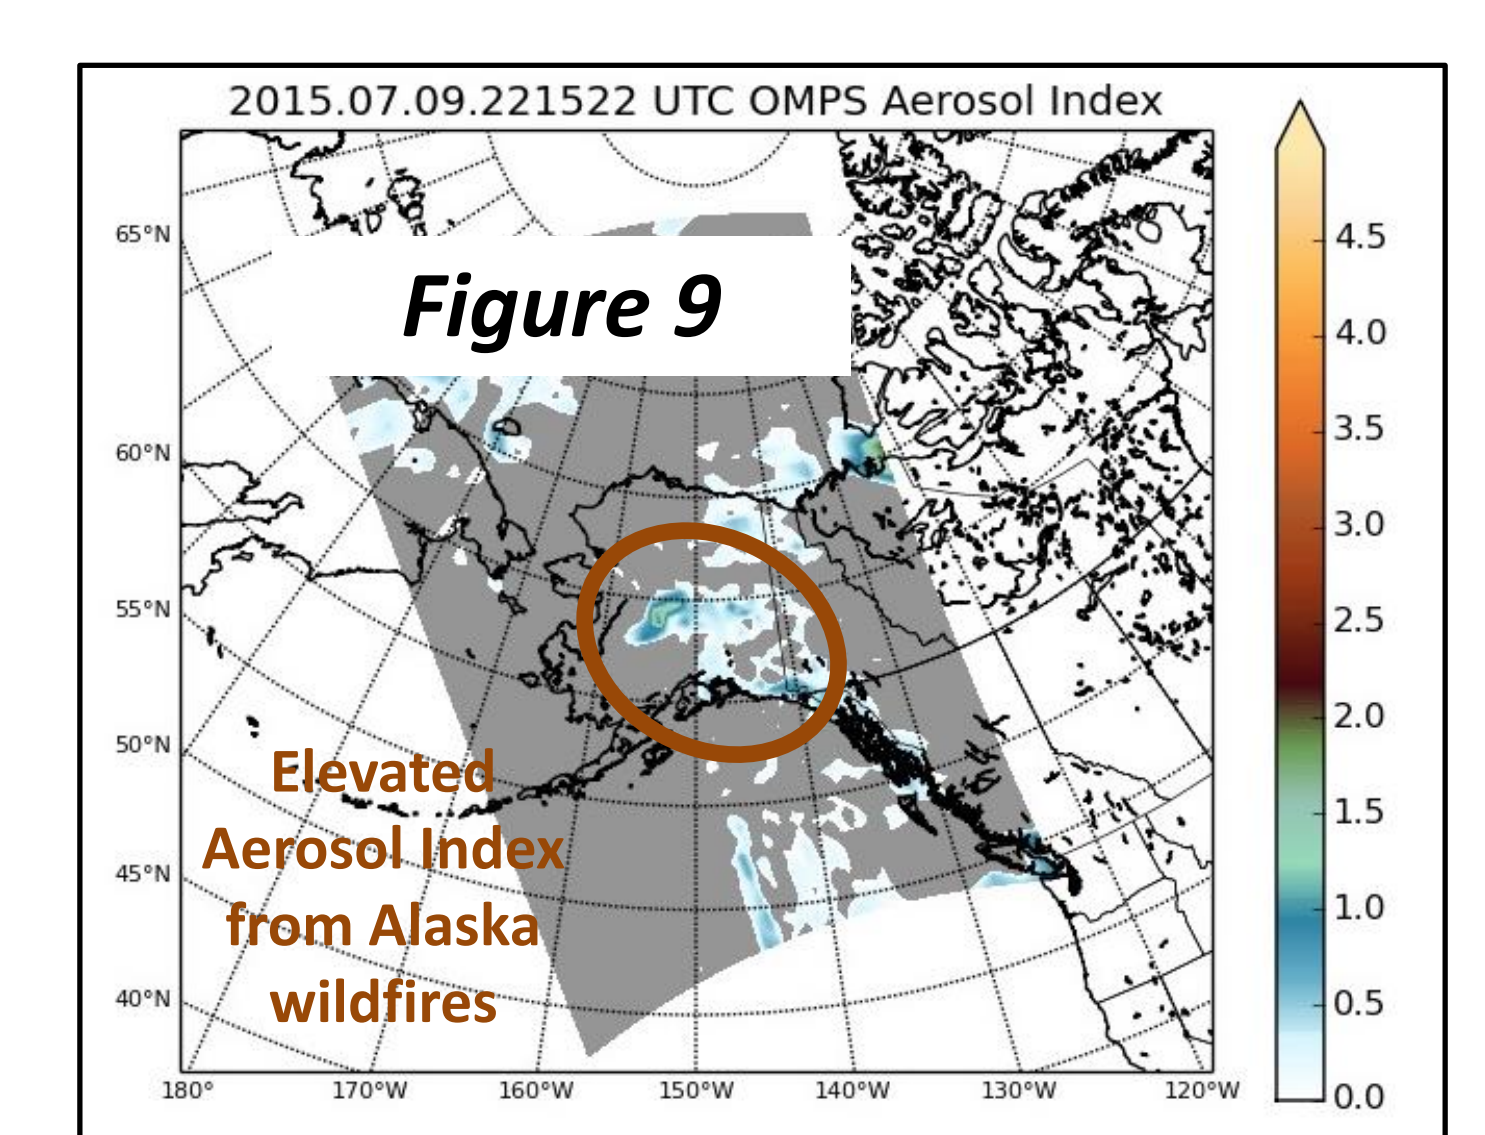 2015.07.09.221522 UTC OMPS Aerosol Index
Figure 9
65°N
60°N
55°N
50°N
45°N
40°N
Elevated
Aerosol Index
from Alaska
wildfires
180°
170°W
160°W
150°W
140°W
130°W
120°W
4.5
4.0
3.5
3.0
2.5
2.0
1.5
1.0
0.5
0.0